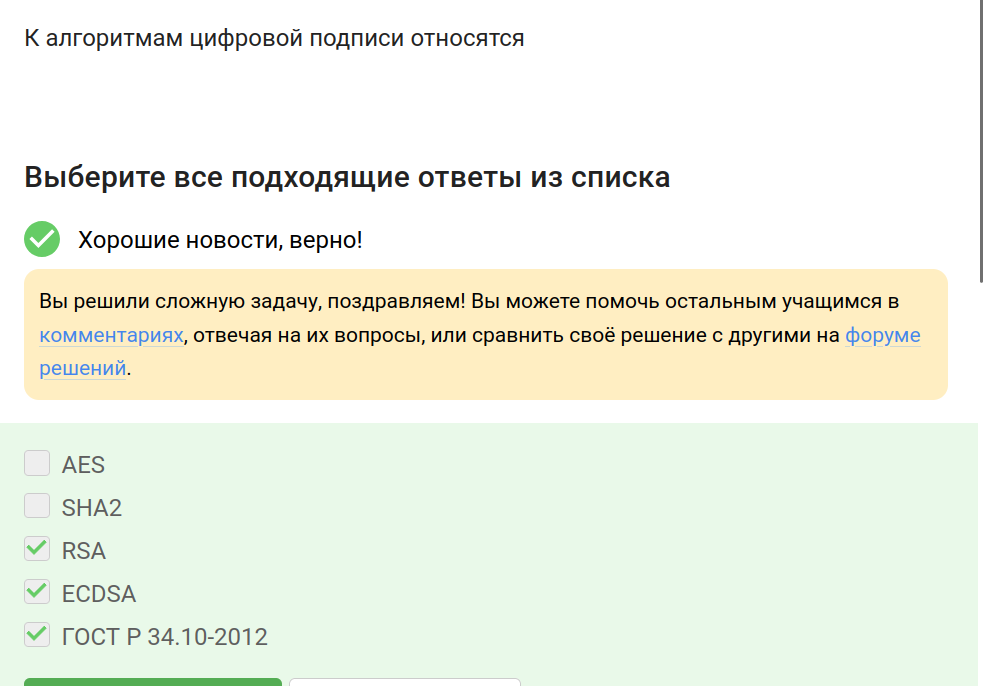 К алгоритмам цифровой подписи относятся
Выберите все подходящие ответы из списка
Хорошие новости, верно!
Вы решили сложную задачу, поздравляем! Вы можете помочь остальным учащимся в
комментариях, отвечая на их вопросы, или сравнить своё решение с другими на форуме
решений.
AES
SHA2
RSA
ECDSA
ГОСТ Р 34.10-2012